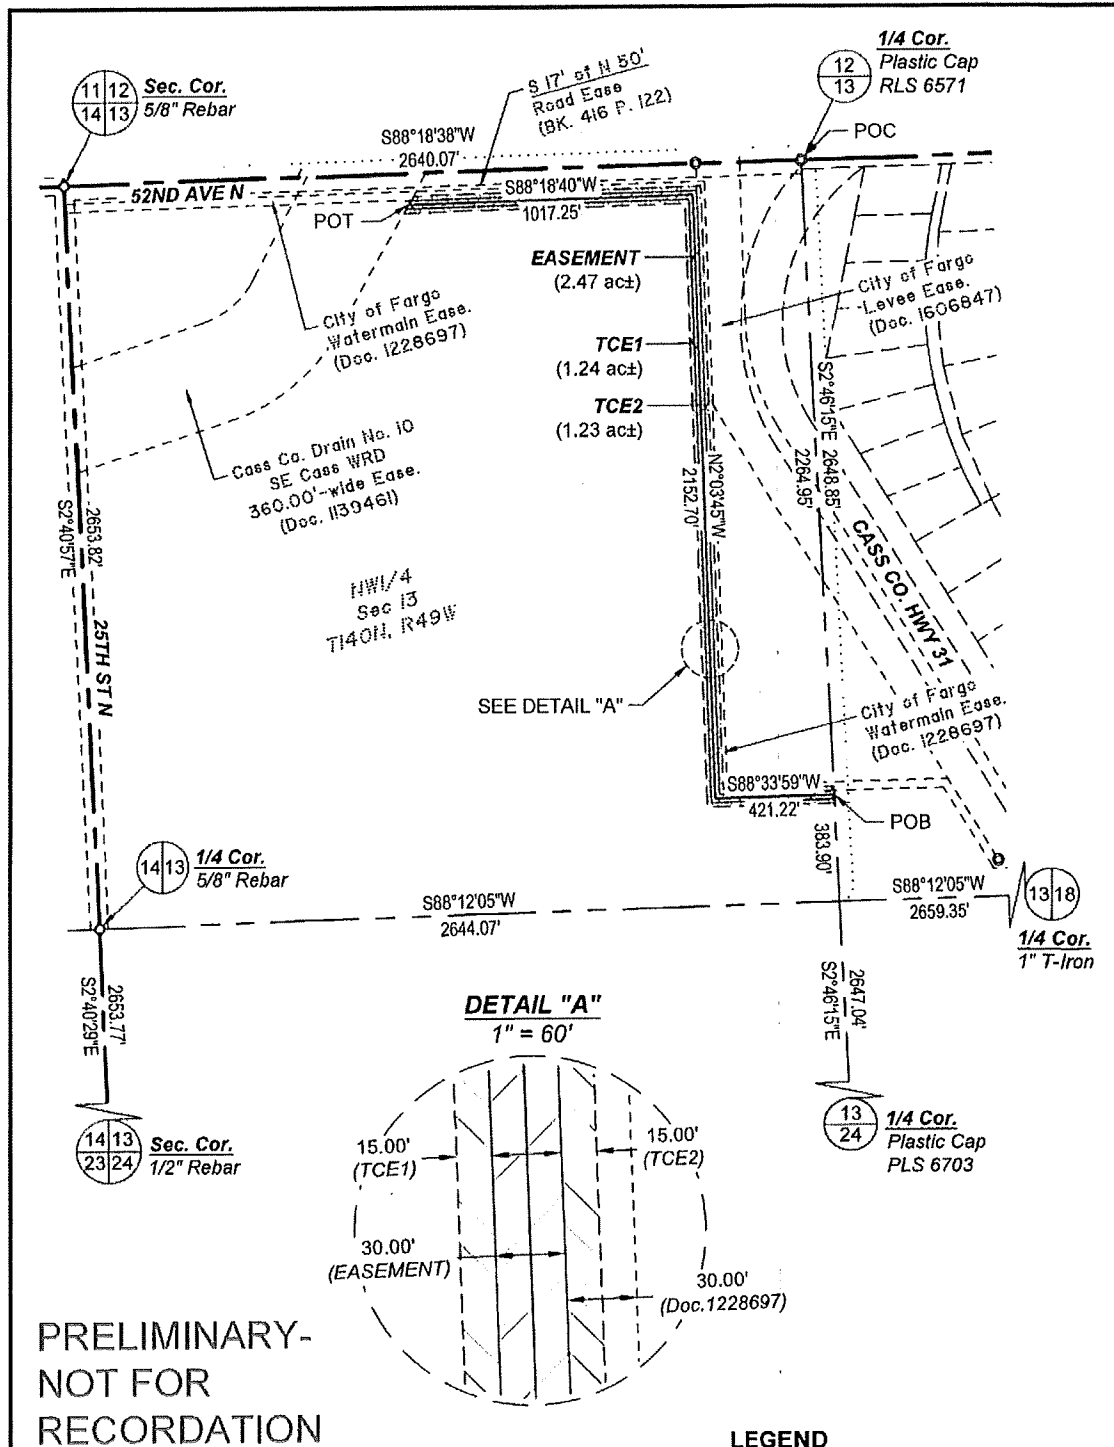 11 12
14 13
Sec. Cor.
5/8" Rebar
S 17' of N 50'
Road Ease
(BK. 416 P. 122)
12
13
1/4 Cor.
Plastic Cap
RLS 6571
POC
S88°18'38"W
2640.07'
52ND AVE N
S88°18'40"W
1017.25'
POT
EASEMENT
(2.47 ac±)
TCE1
(1.24 ac±)
TCE2
(1.23 ac±)
City of Fargo
Watermain Ease.
(Doc. 1228697)
City of Fargo
Levee Ease.
(Doc. 1606847)
Cass Co. Drain No. 10
SE Cass WRD
360.00'-wide Ease.
(Doc. 1139461)
2653.82'
S2°40'57"E
25TH ST N
NW1/4
Sec 13
T140N, R49W
N2°03'45"W
2152.70'
S2°46'15"E 2648.85'
2264.95'
CASS CO. HWY 31
SEE DETAIL "A"
City of Fargo
Watermain Ease.
(Doc. 1228697)
S88°33'59"W
421.22'
POB
383.90'
14 13
1/4 Cor.
5/8" Rebar
S88°12'05"W
2644.07'
S88°12'05"W
2659.35'
13 18
1/4 Cor.
1" T-Iron
2653.77'
S2°40'29"E
2647.04'
S2°46'15"E
14 13
23 24
Sec. Cor.
1/2" Rebar
13
24
1/4 Cor.
Plastic Cap
PLS 6703
DETAIL "A"
1" = 60'
15.00'
(TCE1)
15.00'
(TCE2)
30.00'
(EASEMENT)
30.00'
(Doc.1228697)
PRELIMINARY-
NOT FOR
RECORDATION
LEGEND